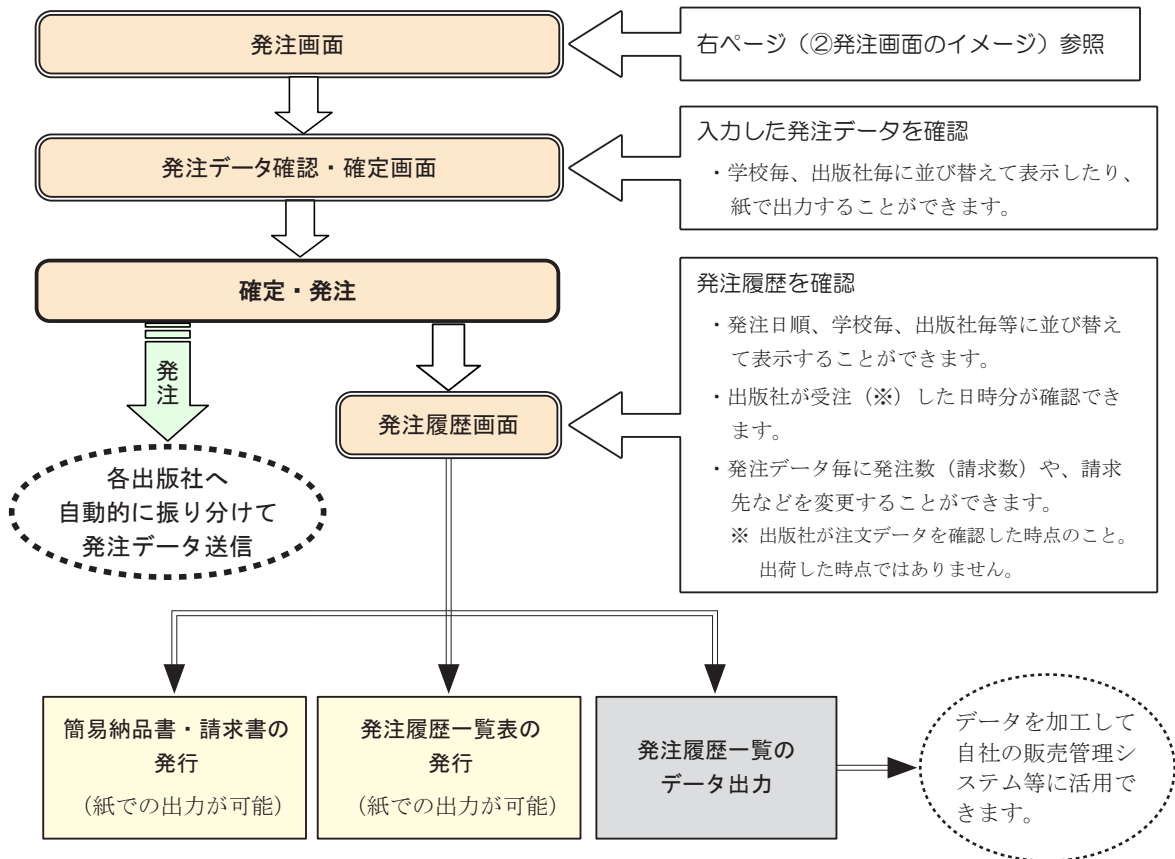 発注画面
右ページ（②発注画面のイメージ）参照
発注データ確認・確定画面
入力した発注データを確認
・学校毎、出版社毎に並び替えて表示したり、
紙で出力することができます。
確定・発注
発注履歴を確認
・発注日順、学校毎、出版社毎等に並び替え
て表示することができます。
・出版社が受注（※）した日時分が確認でき
ます。
・発注データ毎に発注数（請求数）や、請求
先などを変更することができます。
※ 出版社が注文データを確認した時点のこと。
出荷した時点ではありません。
発注
発注履歴画面
各出版社へ
自動的に振り分けて
発注データ送信
簡易納品書・請求書の
発行
（紙での出力が可能）
発注履歴一覧表の
発行
（紙での出力が可能）
発注履歴一覧の
データ出力
データを加工して
自社の販売管理シ
ステム等に活用で
きます。